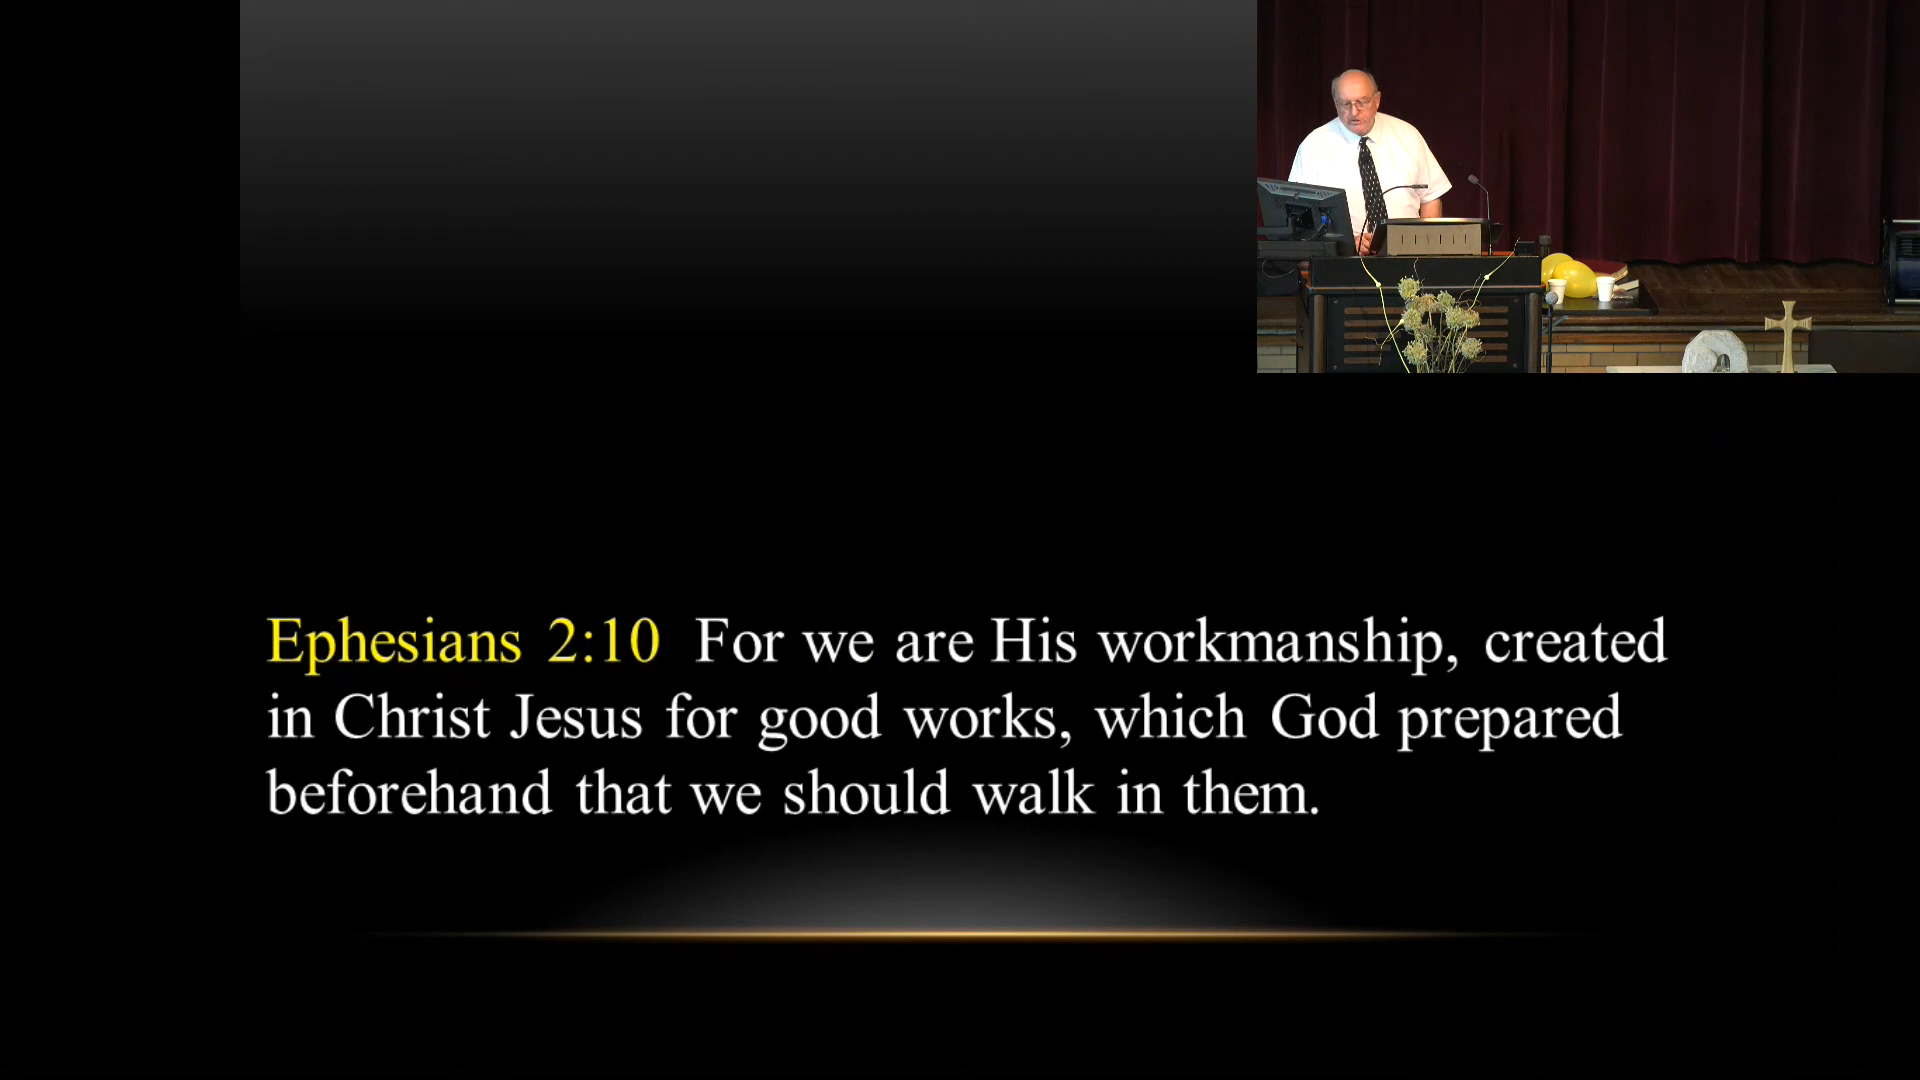 Ephesians 2:10 For we are His workmanship, created
in Christ Jesus for good works, which God prepared
beforehand that we should walk in them.